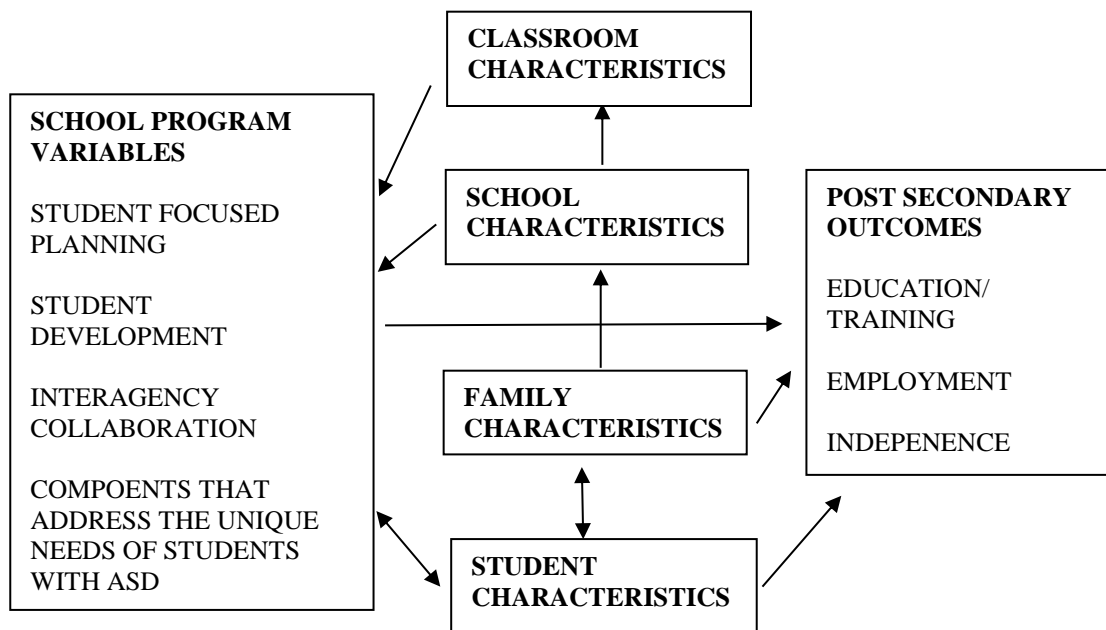 CLASSROOM
CHARACTERISTICS
SCHOOL PROGRAM
VARIABLES
STUDENT FOCUSED
PLANNING
STUDENT
DEVELOPMENT
INTERAGENCY
COLLABORATION
COMPOENTS THAT
ADDRESS THE UNIQUE
NEEDS OF STUDENTS
WITH ASD
SCHOOL
CHARACTERISTICS
FAMILY
CHARACTERISTICS
STUDENT
CHARACTERISTICS
POST SECONDARY
OUTCOMES
EDUCATION/
TRAINING
EMPLOYMENT
INDEPENENCE